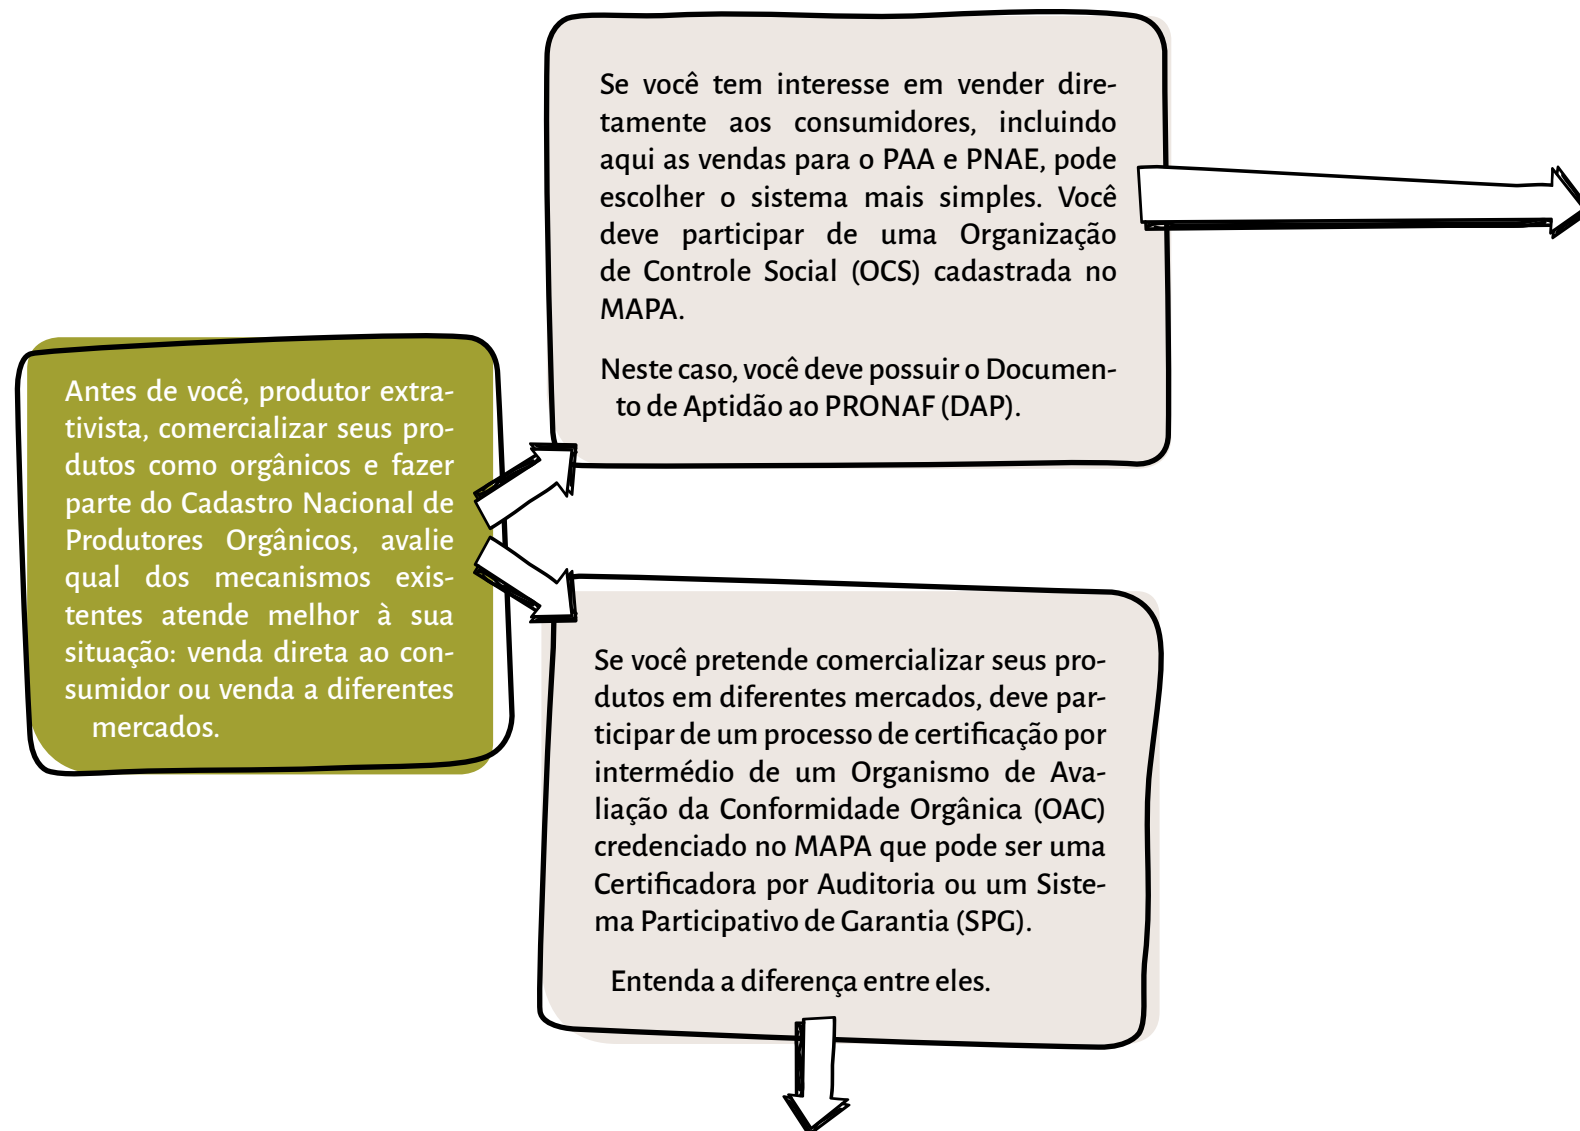 Se você tem interesse em vender dire-
tamente aos consumidores, incluindo
aqui as vendas para o PAA e PNAE, pode
escolher o sistema mais simples. Você
deve participar de uma Organização
de Controle Social (OCS) cadastrada no
MAPA.
Neste caso, você deve possuir o Documen-
to de Aptidão ao PRONAF (DAP).
Antes de você, produtor extra-
tivista, comercializar seus pro-
dutos como orgânicos e fazer
parte do Cadastro Nacional de
Produtores Orgânicos, avalie
qual dos mecanismos exis-
tentes atende melhor à sua
situação: venda direta ao con-
sumidor ou venda a diferentes
mercados.
Se você pretende comercializar seus pro-
dutos em diferentes mercados, deve par-
ticipar de um processo de certificação por
intermédio de um Organismo de Ava-
liação da Conformidade Orgânica (OAC)
credenciado no MAPA que pode ser uma
Certificadora por Auditoria ou um Siste-
ma Participativo de Garantia (SPG).
Entenda a diferença entre eles.